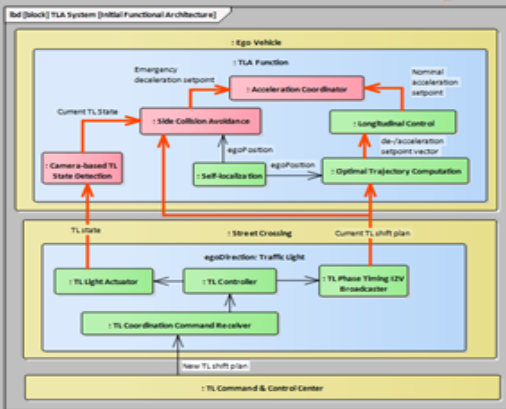 ibd [block] TLA System [Initial Functional Architecture]
: Ego Vehicle
: TLA Function
Emergency
deceleration setpoint
: Acceleration Coordinator
Nominal
acceleration
setpoint
Current TL State
: Side Collision Avoidance
: Longitudinal Control
egoPosition
de-/acceleration
setpoint vector
: Camera-based TL
State Detection
: Self-localization
egoPosition
: Optimal Trajectory Computation
TL state
: Street Crossing
Current TL shift plan
egoDirection: Traffic Light
: TL Light Actuator
: TL Controller
: TL Phase Timing I2V
Broadcaster
: TL Coordination Command Receiver
New TL shift plan
: TL Command & Control Center